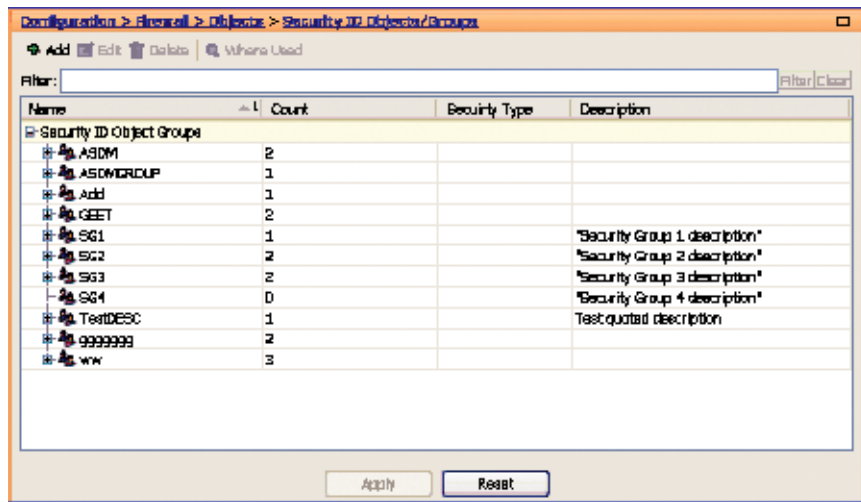 Configuration > Firewall > Objects > Security ID Objects/Groups
Add Edit Delete Where Used
Filter: Filter Clear
Name Count Secuirty Type Description
Security ID Object Groups
ASDM 2
ASDMGROUP 1
Add 1
GEET 2
SG1 1 "Security Group 1 description"
SG2 2 "Security Group 2 description"
SG3 2 "Security Group 3 description"
SG4 0 "Security Group 4 description"
TestDESC 1 Test quoted description
ggggggg 2
ww 3
Apply Reset